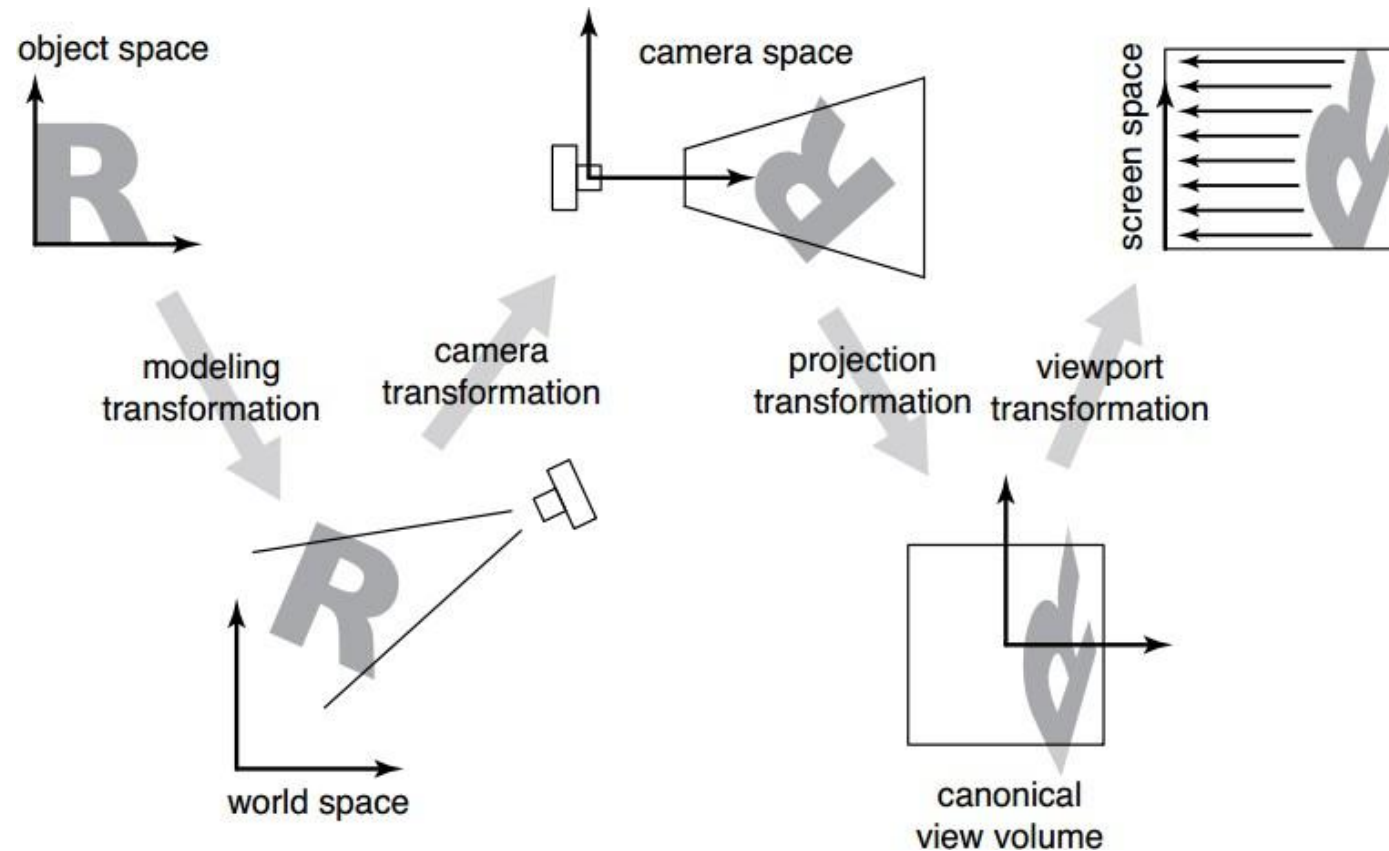 object space
R
modeling
transformation
R
world space
camera
transformation
camera space
R
projection
transformation
R
canonical
view volume
viewport
transformation
screen space
R